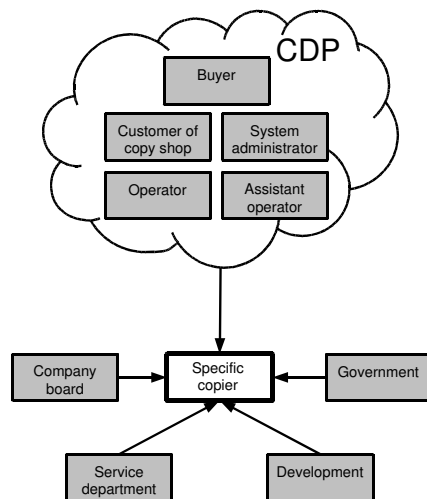 CDP
Buyer
Customer of
copy shop
System
administrator
Operator
Assistant
operator
Company
board
Specific
copier
Government
Service
department
Development